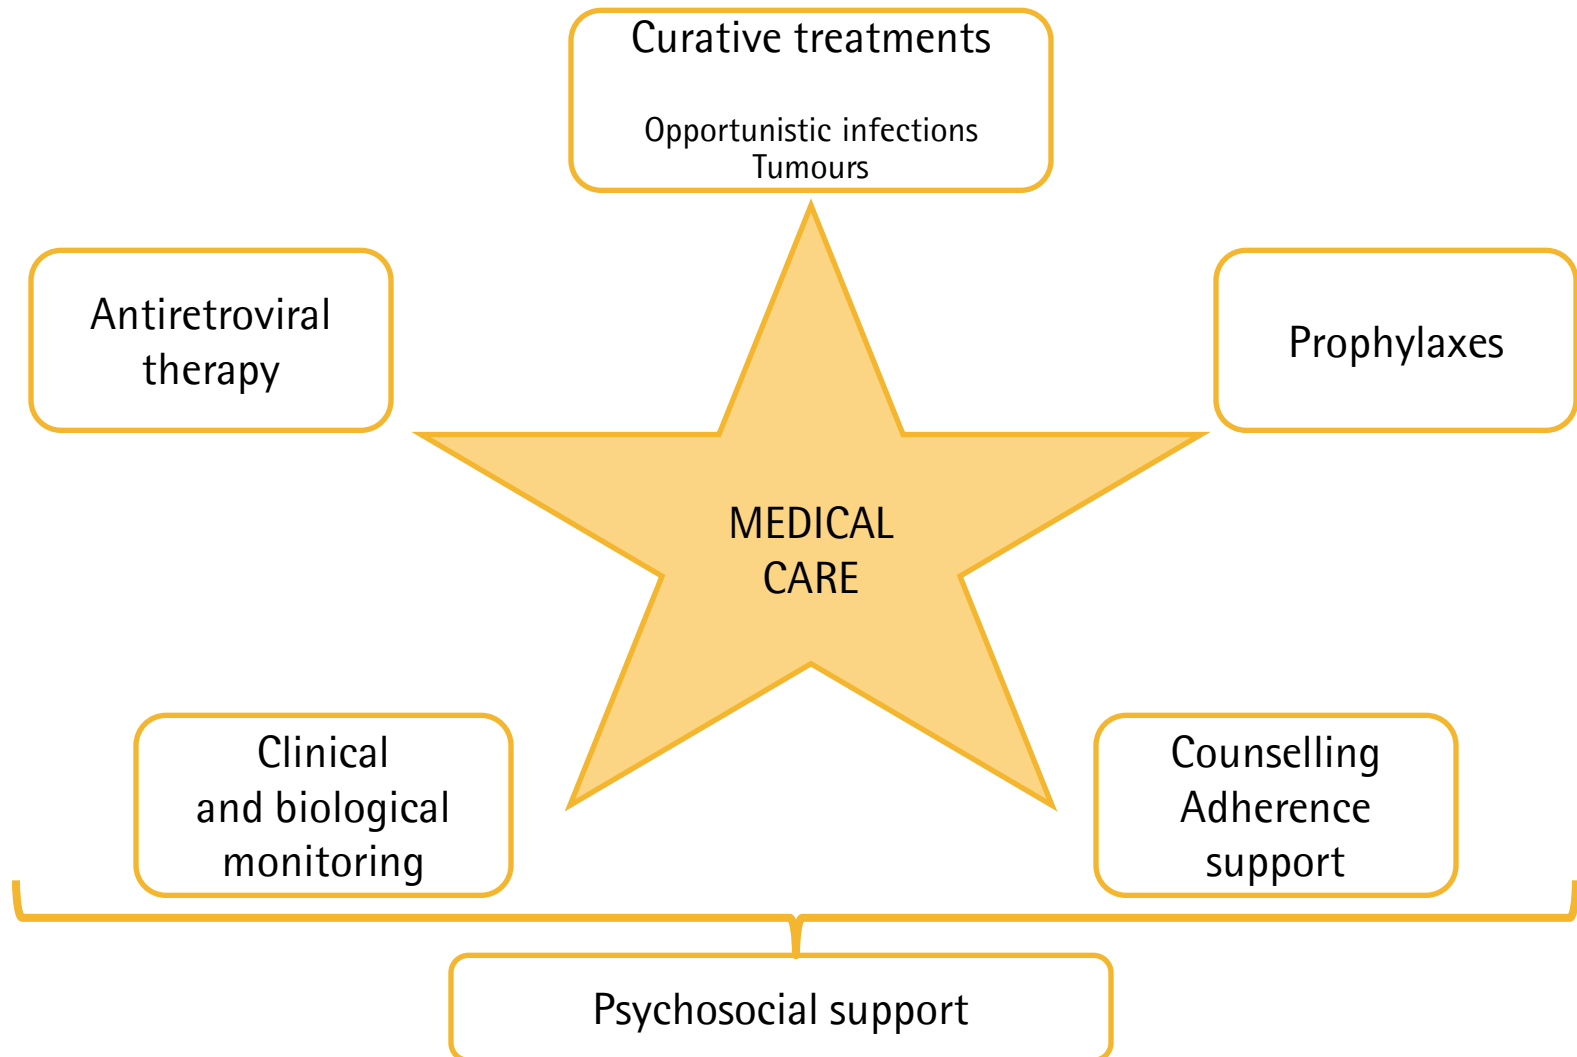 Curative treatments
Opportunistic infections
Tumours
Antiretroviral
therapy
Prophylaxes
MEDICAL
CARE
Clinical
and biological
monitoring
Counselling
Adherence
support
Psychosocial support